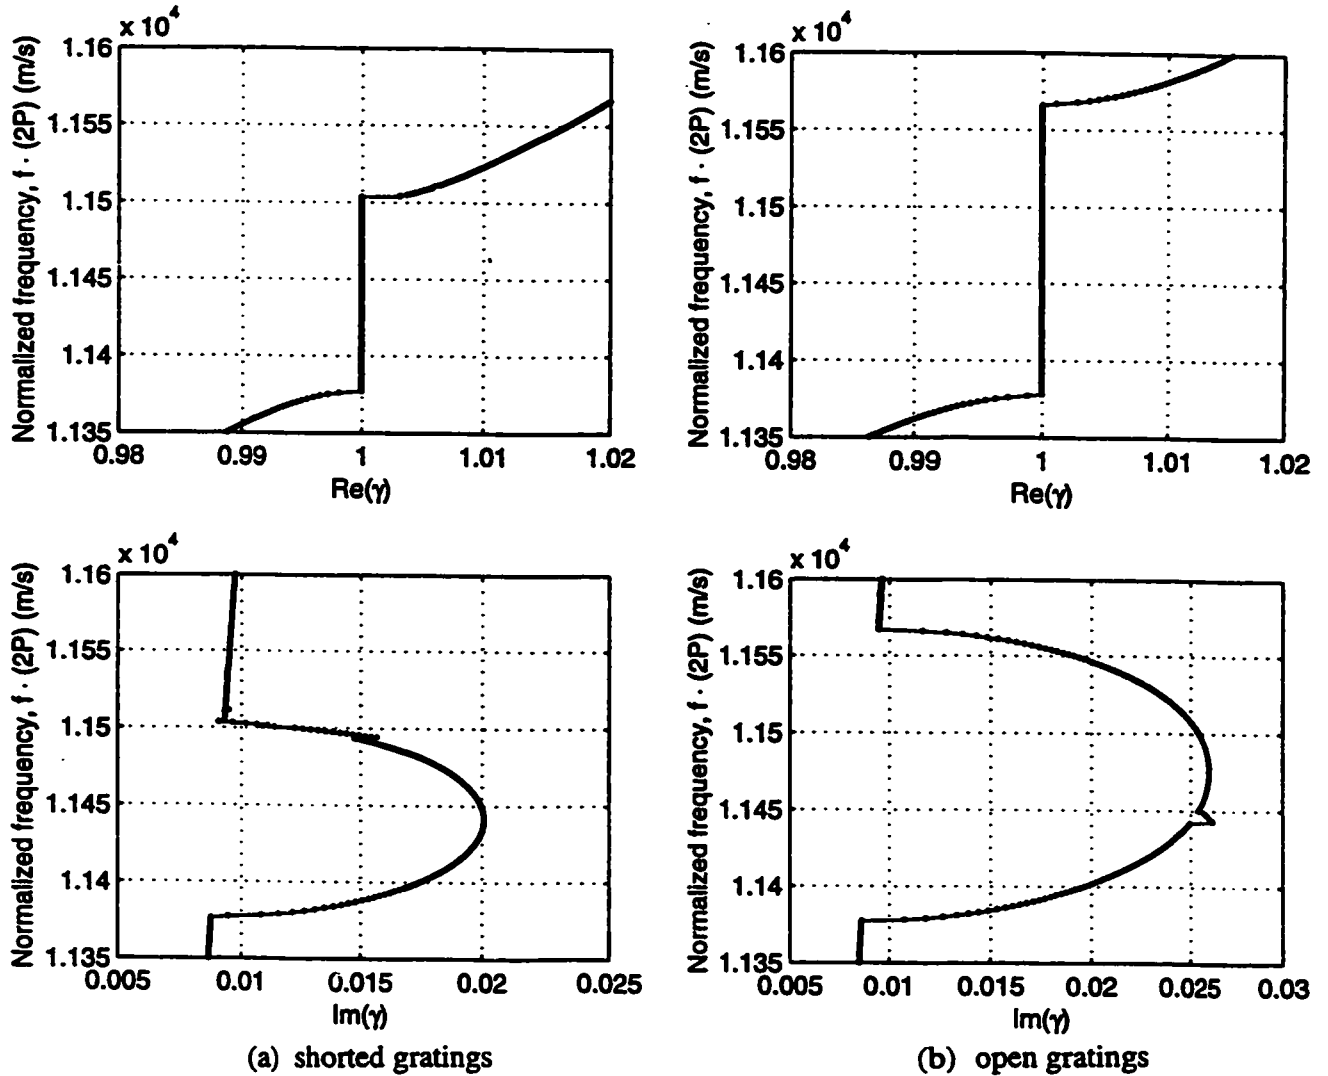 x 10^4
Normalized frequency, f · (2P) (m/s)
1.16
1.155
1.15
1.145
1.14
1.135
0.98 0.99 1 1.01 1.02
Re(γ)
x 10^4
Normalized frequency, f · (2P) (m/s)
1.16
1.155
1.15
1.145
1.14
1.135
0.98 0.99 1 1.01 1.02
Re(γ)
x 10^4
Normalized frequency, f · (2P) (m/s)
1.16
1.155
1.15
1.145
1.14
1.135
0.005 0.01 0.015 0.02 0.025
Im(γ)
(a) shorted gratings
x 10^4
Normalized frequency, f · (2P) (m/s)
1.16
1.155
1.15
1.145
1.14
1.135
0.005 0.01 0.015 0.02 0.025 0.03
Im(γ)
(b) open gratings